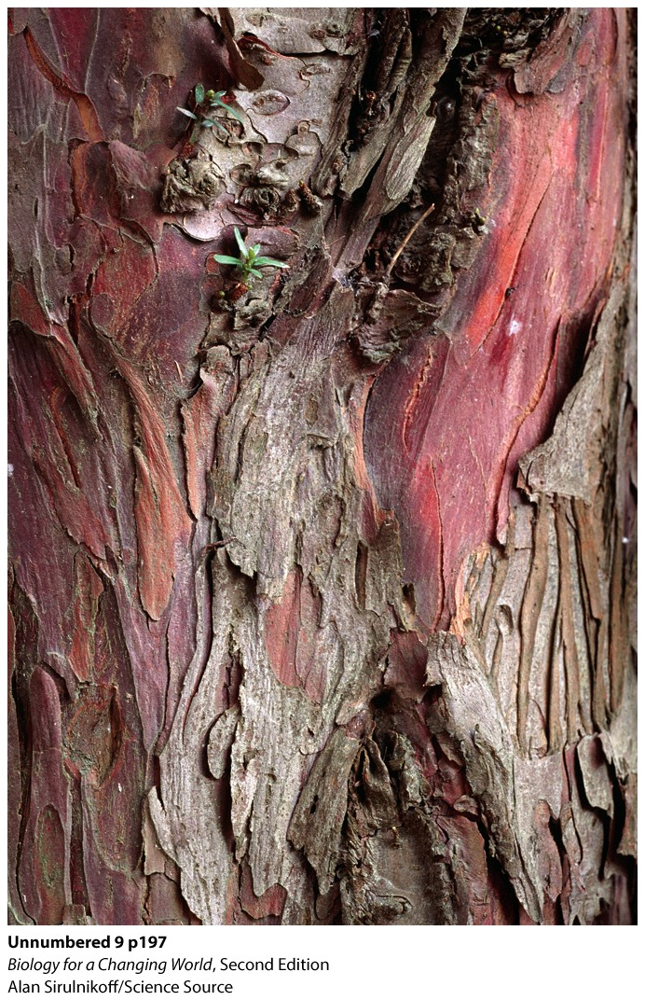 Unnumbered 9 p197
Biology for a Changing World, Second Edition
Alan Sirulnikoff/Science Source